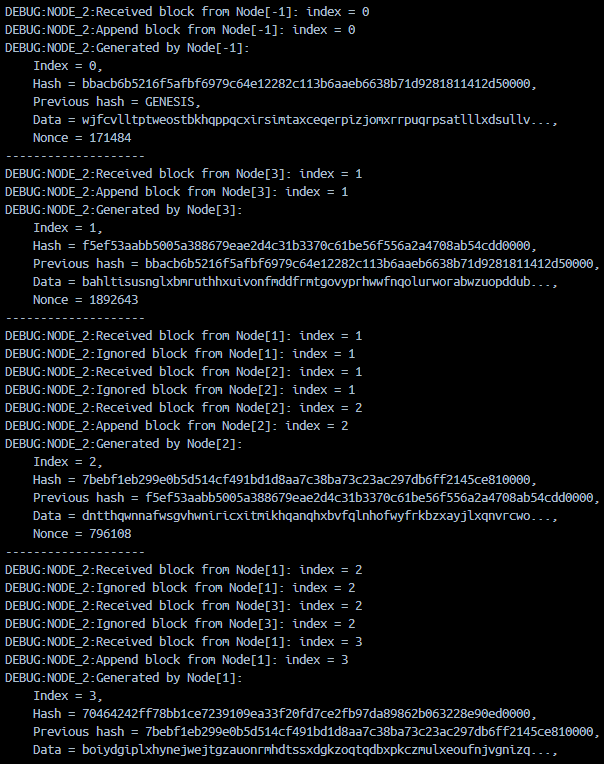 DEBUG:NODE_2:Received block from Node[-1]: index = 0
DEBUG:NODE_2:Append block from Node[-1]: index = 0
DEBUG:NODE_2:Generated by Node[-1]:
    Index = 0,
    Hash = bbacb6b5216f5afbf6979c64e12282c113b6aaeb6638b71d9281811412d50000,
    Previous hash = GENESIS,
    Data = wjfcvlltptweostbkhqppqcxirsimtaxceqerpizjomxrrpuqrpsatlllxdsullv...,
    Nonce = 171484
--------------------
DEBUG:NODE_2:Received block from Node[3]: index = 1
DEBUG:NODE_2:Append block from Node[3]: index = 1
DEBUG:NODE_2:Generated by Node[3]:
    Index = 1,
    Hash = f5ef53aabb5005a388679eae2d4c31b3370c61be56f556a2a4708ab54cdd0000,
    Previous hash = bbacb6b5216f5afbf6979c64e12282c113b6aaeb6638b71d9281811412d50000,
    Data = bahltisusnglxbmruthhxuivonfmddfrmtgovyprhwwfnqolurworabwzuopddub...,
    Nonce = 1892643
--------------------
DEBUG:NODE_2:Received block from Node[1]: index = 1
DEBUG:NODE_2:Ignored block from Node[1]: index = 1
DEBUG:NODE_2:Received block from Node[2]: index = 1
DEBUG:NODE_2:Ignored block from Node[2]: index = 1
DEBUG:NODE_2:Received block from Node[2]: index = 2
DEBUG:NODE_2:Append block from Node[2]: index = 2
DEBUG:NODE_2:Generated by Node[2]:
    Index = 2,
    Hash = 7bebf1eb299e0b5d514cf491bd1d8aa7c38ba73c23ac297db6ff2145ce810000,
    Previous hash = f5ef53aabb5005a388679eae2d4c31b3370c61be56f556a2a4708ab54cdd0000,
    Data = dntthqwnnafwsgvhwniricxitmikhqanqhxbvfqlnhofwyfrkbzxayjlxqnvrcwo...,
    Nonce = 796108
--------------------
DEBUG:NODE_2:Received block from Node[1]: index = 2
DEBUG:NODE_2:Ignored block from Node[1]: index = 2
DEBUG:NODE_2:Received block from Node[3]: index = 2
DEBUG:NODE_2:Ignored block from Node[3]: index = 2
DEBUG:NODE_2:Received block from Node[1]: index = 3
DEBUG:NODE_2:Append block from Node[1]: index = 3
DEBUG:NODE_2:Generated by Node[1]:
    Index = 3,
    Hash = 70464242ff78bb1ce7239109ea33f20fd7ce2fb97da89862b063228e90ed0000,
    Previous hash = 7bebf1eb299e0b5d514cf491bd1d8aa7c38ba73c23ac297db6ff2145ce810000,
    Data = boiydgiplxhynejwejtgzauonrmhdtssxdgkzoqtqdbxpkczmulxeoufnjvgnizq...,